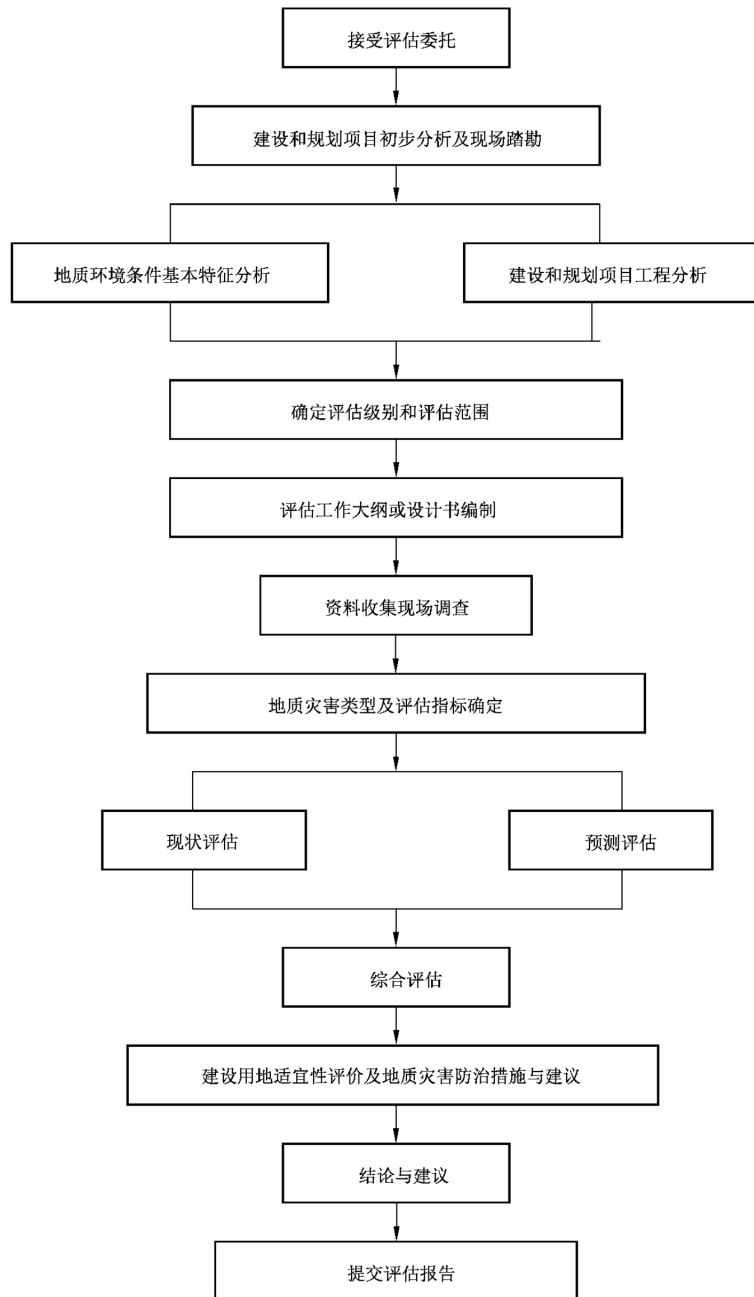 接受评估委托
建设和规划项目初步分析及现场踏勘
地质环境条件基本特征分析
建设和规划项目工程分析
确定评估级别和评估范围
评估工作大纲或设计书编制
资料收集现场调查
地质灾害类型及评估指标确定
现状评估
预测评估
综合评估
建设用地适宜性评价及地质灾害防治措施与建议
结论与建议
提交评估报告